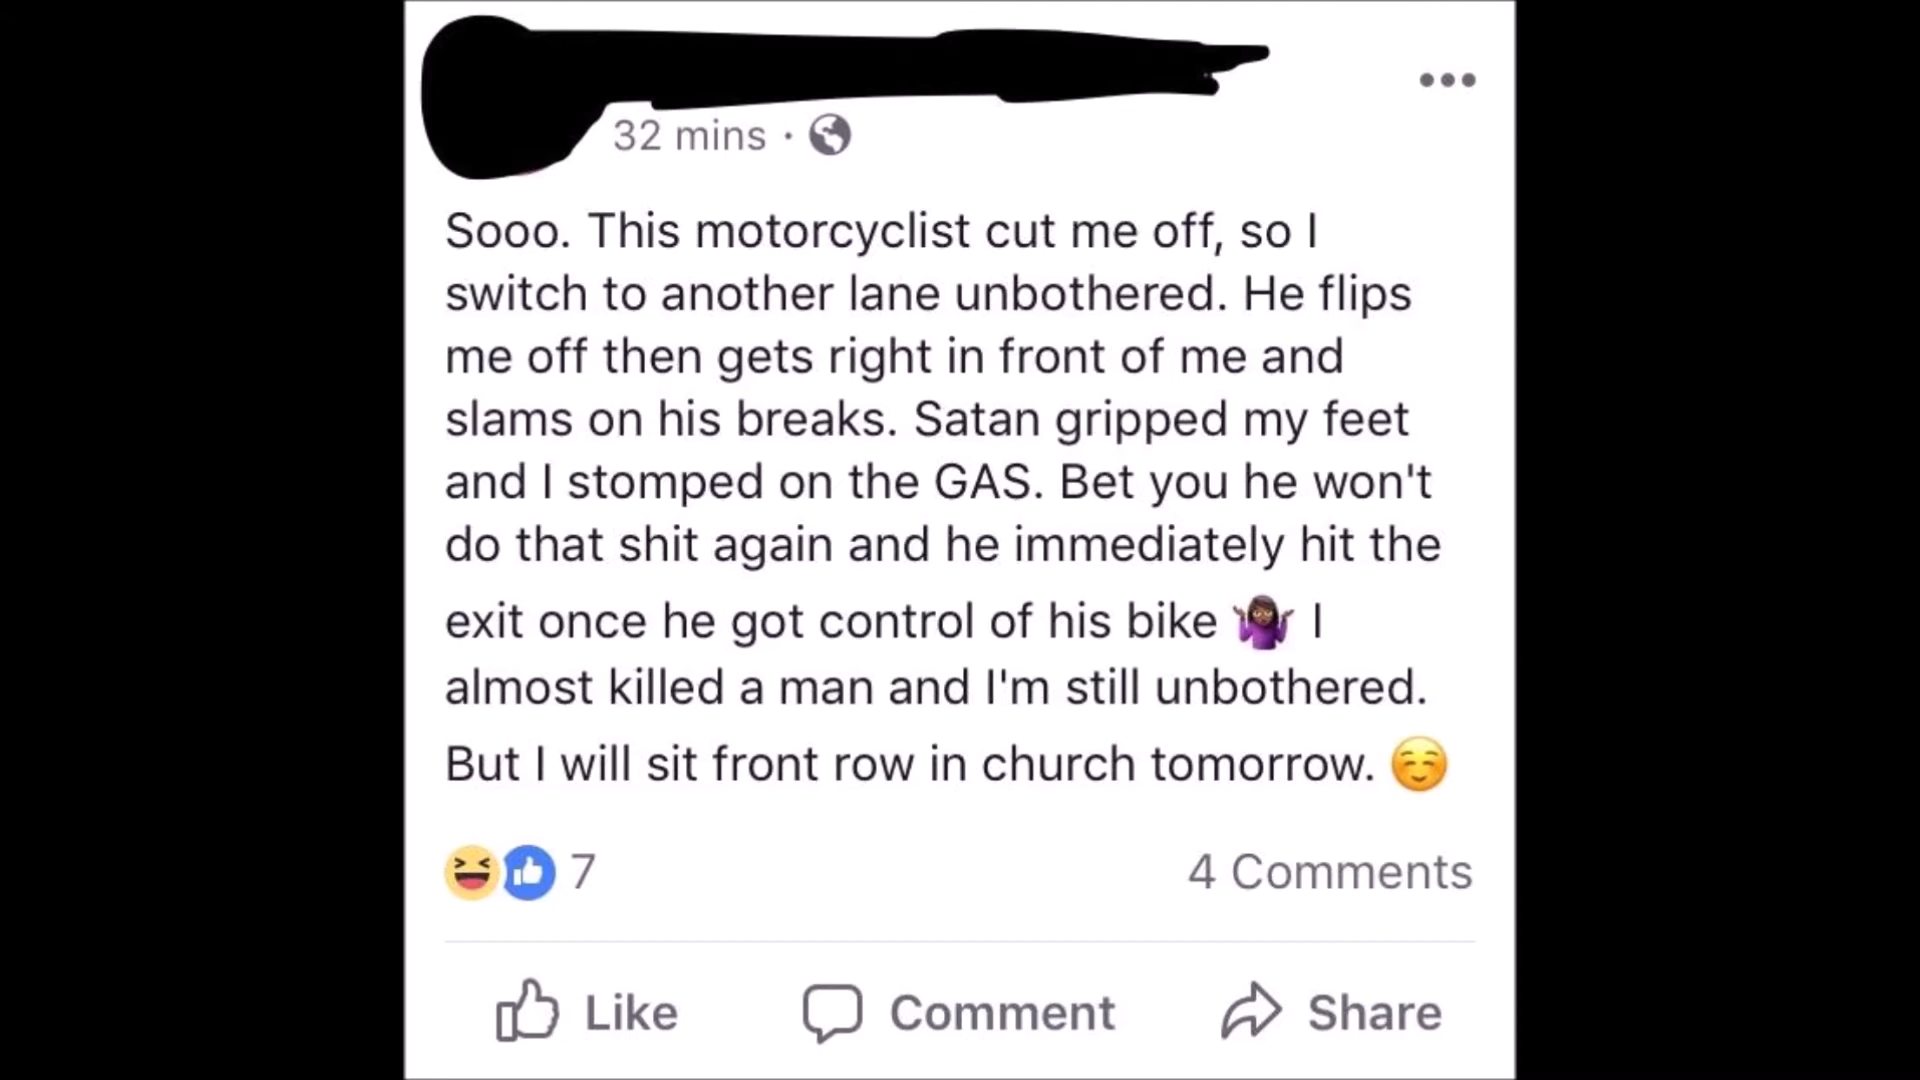 32 mins ·
Sooo. This motorcyclist cut me off, so I
switch to another lane unbothered. He flips
me off then gets right in front of me and
slams on his breaks. Satan gripped my feet
and I stomped on the GAS. Bet you he won't
do that shit again and he immediately hit the
exit once he got control of his bike 🤷🏾‍♀️ I
almost killed a man and I'm still unbothered.
But I will sit front row in church tomorrow. ☺️
7 4 Comments
Like Comment Share